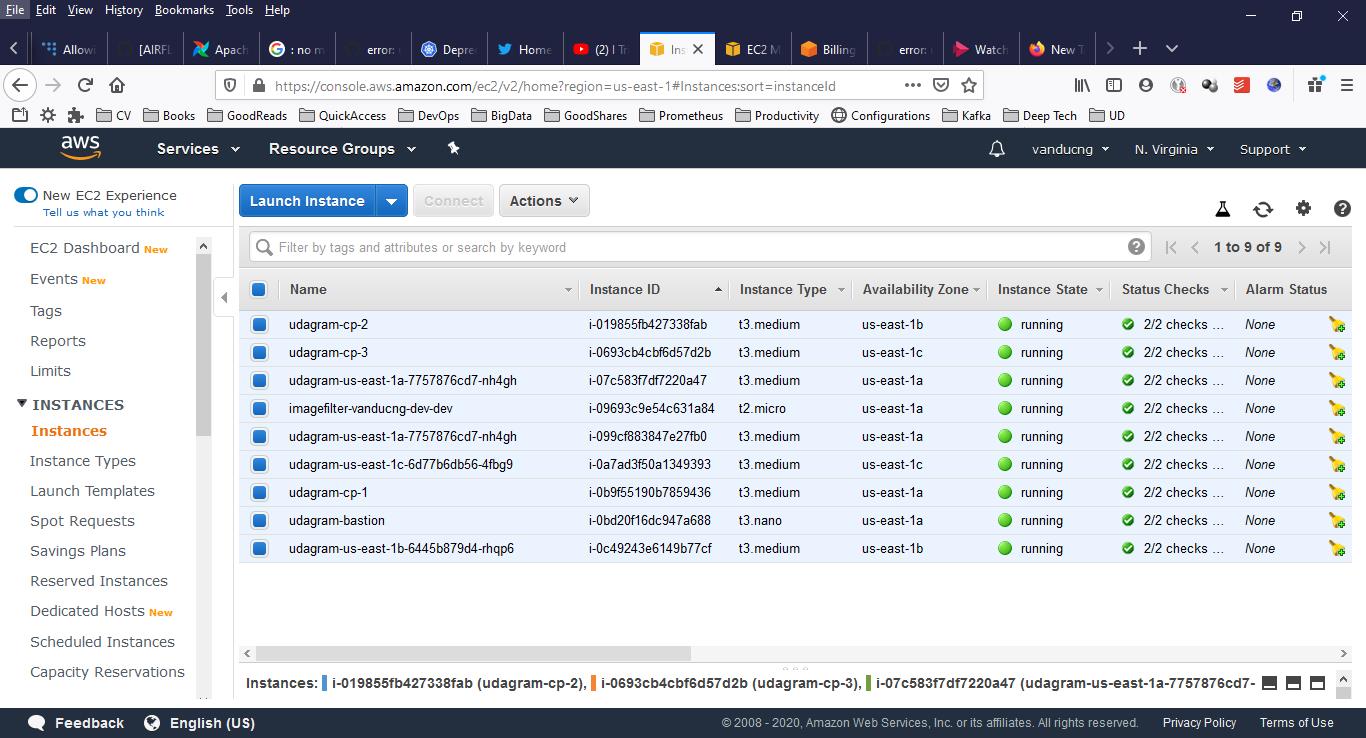 File Edit View History Bookmarks Tools Help
Allowi [AIRFL Apach : no m error: Depre Home (2) Ins EC2 M Billing error: Watch New T
https://console.aws.amazon.com/ec2/v2/home?region=us-east-1#Instances:sort=instanceId
CV Books GoodReads QuickAccess DevOps BigData GoodShares Prometheus Productivity Configurations Kafka Deep Tech UD
aws Services Resource Groups vanducng N. Virginia Support
New EC2 Experience
Tell us what you think
EC2 Dashboard New
Events New
Tags
Reports
Limits
INSTANCES
Instances
Instance Types
Launch Templates
Spot Requests
Savings Plans
Reserved Instances
Dedicated Hosts New
Scheduled Instances
Capacity Reservations
Launch Instance Connect Actions
Filter by tags and attributes or search by keyword 1 to 9 of 9
Name Instance ID Instance Type Availability Zone Instance State Status Checks Alarm Status
udagram-cp-2 i-019855fb427338fab t3.medium us-east-1b running 2/2 checks ... None
udagram-cp-3 i-0693cb4cbf6d57d2b t3.medium us-east-1c running 2/2 checks ... None
udagram-us-east-1a-7757876cd7-nh4gh i-07c583f7df7220a47 t3.medium us-east-1a running 2/2 checks ... None
imagefilter-vanducng-dev-dev i-09693c9e54c631a84 t2.micro us-east-1a running 2/2 checks ... None
udagram-us-east-1a-7757876cd7-nh4gh i-099cf883847e27fb0 t3.medium us-east-1a running 2/2 checks ... None
udagram-us-east-1c-6d77b6db56-4fbg9 i-0a7ad3f50a1349393 t3.medium us-east-1c running 2/2 checks ... None
udagram-cp-1 i-0b9f55190b7859436 t3.medium us-east-1a running 2/2 checks ... None
udagram-bastion i-0bd20f16dc947a688 t3.nano us-east-1a running 2/2 checks ... None
udagram-us-east-1b-6445b879d4-rhqp6 i-0c49243e6149b77cf t3.medium us-east-1b running 2/2 checks ... None
Instances: i-019855fb427338fab (udagram-cp-2), i-0693cb4cbf6d57d2b (udagram-cp-3), i-07c583f7df7220a47 (udagram-us-east-1a-7757876cd7-
Feedback English (US) © 2008 - 2020, Amazon Web Services, Inc. or its affiliates. All rights reserved. Privacy Policy Terms of Use